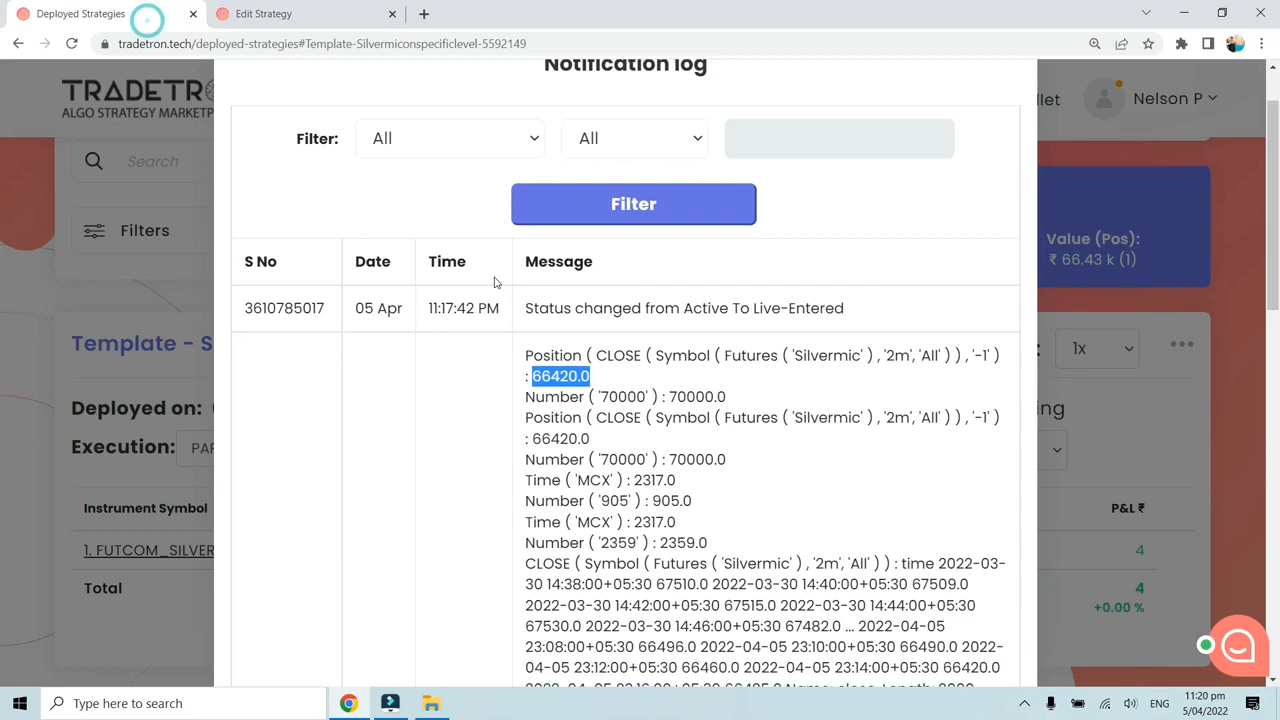 Deployed Strategies
Edit Strategy
tradetron.tech/deployed-strategies#Template-Silvermiconspecificlevel-5592149
Notification log
TRADETRO
ALGO STRATEGY MARKETP
llet
Nelson P
Filter:
All
All
Search
Filter
Filters
Value (Pos):
₹ 66.43 k (1)
S No
Date
Time
Message
3610785017
05 Apr
11:17:42 PM
Status changed from Active To Live-Entered
Template - S
1x
Position ( CLOSE ( Symbol ( Futures ( 'Silvermic' ) , '2m', 'All' ) ) , '-1' )
: 66420.0
Number ( '70000' ) : 70000.0
Deployed on:
ing
Position ( CLOSE ( Symbol ( Futures ( 'Silvermic' ) , '2m', 'All' ) ) , '-1' )
: 66420.0
Execution:
PAP
Number ( '70000' ) : 70000.0
Time ( 'MCX' ) : 2317.0
Number ( '905' ) : 905.0
Instrument Symbol
P&L ₹
Time ( 'MCX' ) : 2317.0
Number ( '2359' ) : 2359.0
1. FUTCOM_SILVER
4
CLOSE ( Symbol ( Futures ( 'Silvermic' ) , '2m', 'All' ) ) : time 2022-03-
30 14:38:00+05:30 67510.0 2022-03-30 14:40:00+05:30 67509.0
Total
4
+0.00 %
2022-03-30 14:42:00+05:30 67515.0 2022-03-30 14:44:00+05:30
67530.0 2022-03-30 14:46:00+05:30 67482.0 ... 2022-04-05
23:08:00+05:30 66496.0 2022-04-05 23:10:00+05:30 66490.0 2022-
04-05 23:12:00+05:30 66460.0 2022-04-05 23:14:00+05:30 66420.0
Type here to search
ENG
11:20 pm
5/04/2022